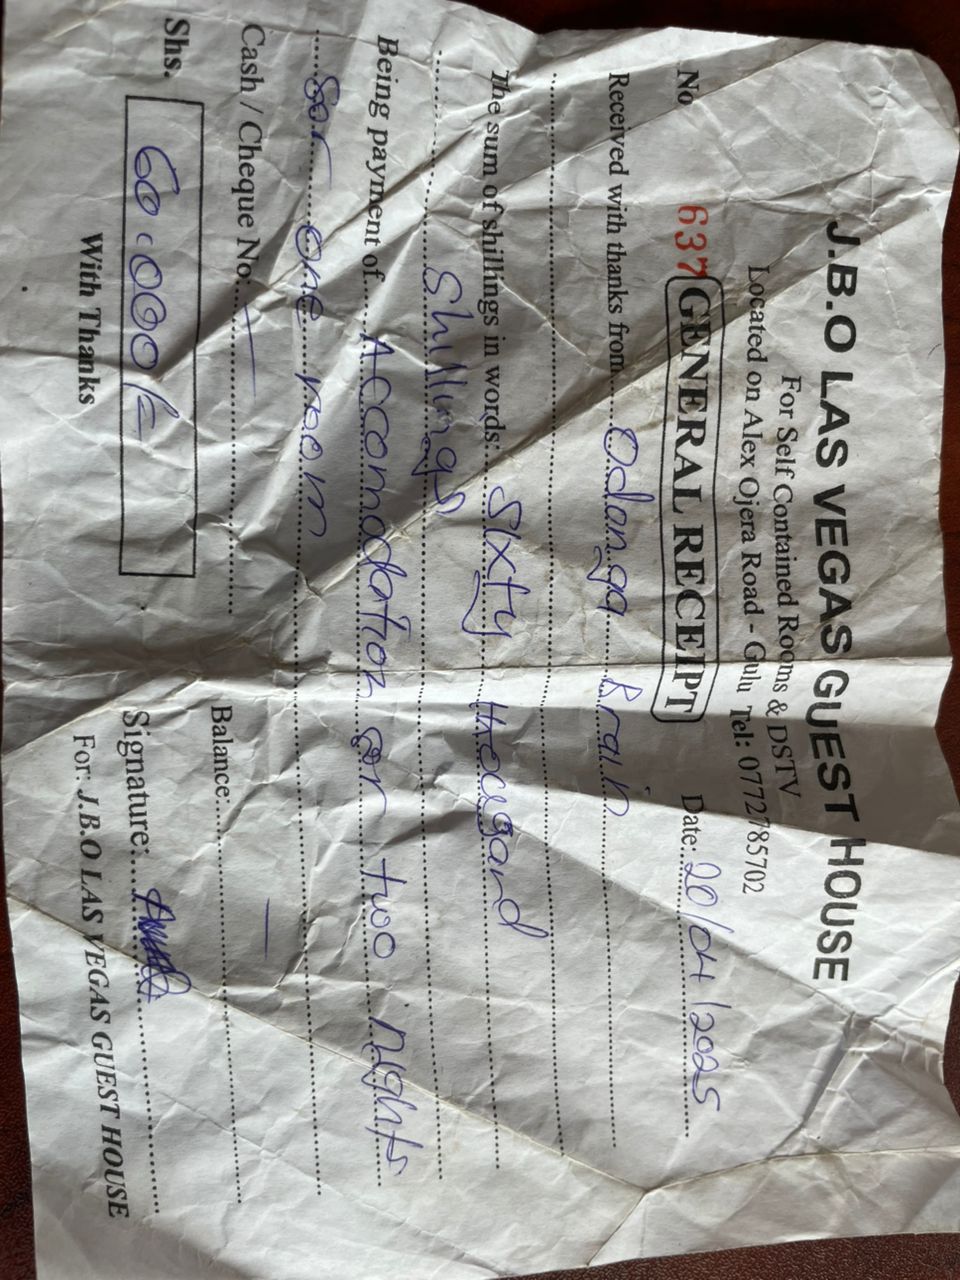 J.B.O LAS VEGAS GUEST HOUSE
For Self Contained Rooms & DSTV
Located on Alex Ojera Road - Gulu Tel: 0772785702
No 637 GENERAL RECEIPT Date: 20/04/2025
Received with thanks from Odonga Brain
The sum of shillings in words: Sixty thousand
Shillings
Being payment of Accomodation for two nights
for one room
Cash / Cheque No: — Balance: —
Shs. 60,000/= Signature:
With Thanks For: J.B.O LAS VEGAS GUEST HOUSE